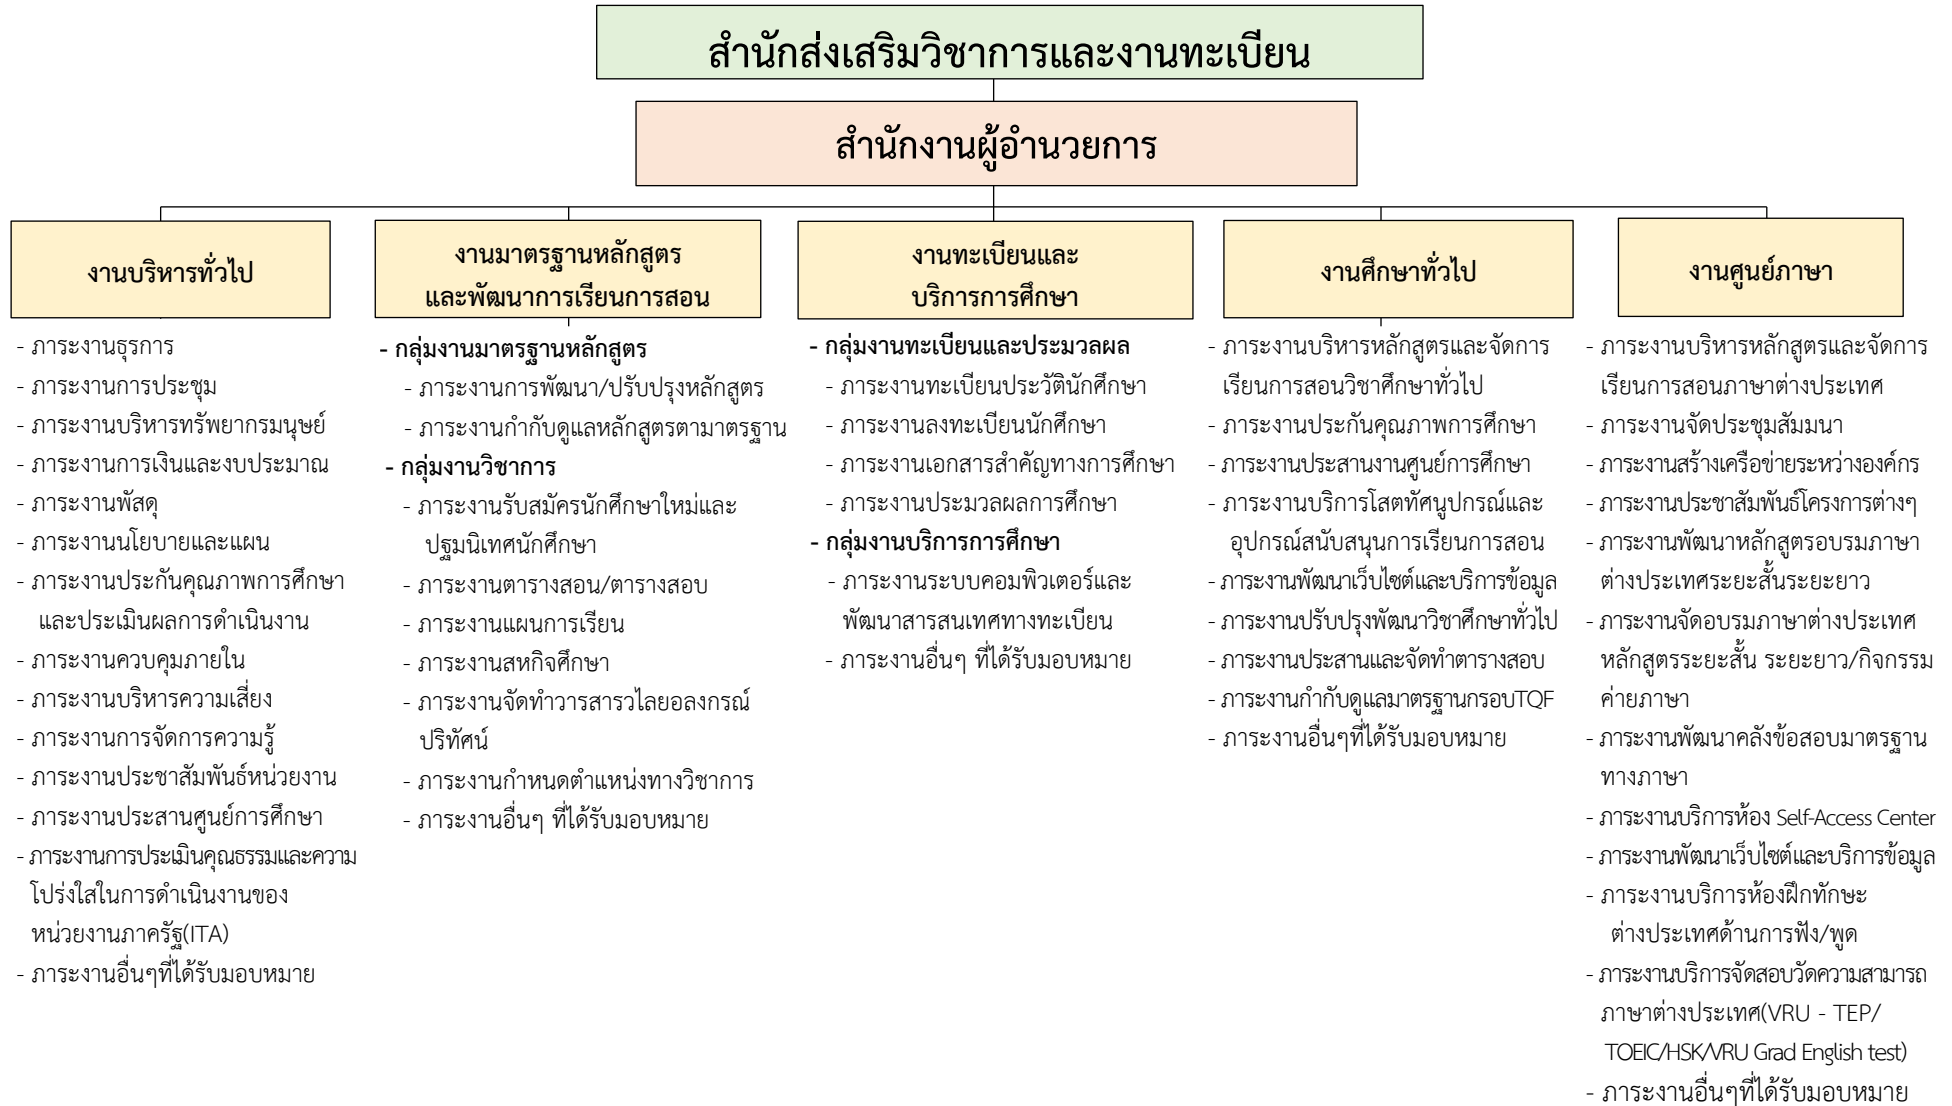 สำนักส่งเสริมวิชาการและงานทะเบียน
สำนักงานผู้อำนวยการ
งานบริหารทั่วไป
- ภาระงานธุรการ
- ภาระงานการประชุม
- ภาระงานบริหารทรัพยากรมนุษย์
- ภาระงานการเงินและงบประมาณ
- ภาระงานพัสดุ
- ภาระงานนโยบายและแผน
- ภาระงานประกันคุณภาพการศึกษา
และประเมินผลการดำเนินงาน
- ภาระงานควบคุมภายใน
- ภาระงานบริหารความเสี่ยง
- ภาระงานการจัดการความรู้
- ภาระงานประชาสัมพันธ์หน่วยงาน
- ภาระงานประสานศูนย์การศึกษา
- ภาระงานการประเมินคุณธรรมและความ
โปร่งใสในการดำเนินงานของ
หน่วยงานภาครัฐ(ITA)
- ภาระงานอื่นๆที่ได้รับมอบหมาย
งานมาตรฐานหลักสูตร
และพัฒนาการเรียนการสอน
- กลุ่มงานมาตรฐานหลักสูตร
- ภาระงานการพัฒนา/ปรับปรุงหลักสูตร
- ภาระงานกำกับดูแลหลักสูตรตามาตรฐาน
- กลุ่มงานวิชาการ
- ภาระงานรับสมัครนักศึกษาใหม่และ
ปฐมนิเทศนักศึกษา
- ภาระงานตารางสอน/ตารางสอบ
- ภาระงานแผนการเรียน
- ภาระงานสหกิจศึกษา
- ภาระงานจัดทำวารสารวไลยอลงกรณ์
ปริทัศน์
- ภาระงานกำหนดตำแหน่งทางวิชาการ
- ภาระงานอื่นๆ ที่ได้รับมอบหมาย
งานทะเบียนและ
บริการการศึกษา
- กลุ่มงานทะเบียนและประมวลผล
- ภาระงานทะเบียนประวัตินักศึกษา
- ภาระงานลงทะเบียนนักศึกษา
- ภาระงานเอกสารสำคัญทางการศึกษา
- ภาระงานประมวลผลการศึกษา
- กลุ่มงานบริการการศึกษา
- ภาระงานระบบคอมพิวเตอร์และ
พัฒนาสารสนเทศทางทะเบียน
- ภาระงานอื่นๆ ที่ได้รับมอบหมาย
งานศึกษาทั่วไป
- ภาระงานบริหารหลักสูตรและจัดการ
เรียนการสอนวิชาศึกษาทั่วไป
- ภาระงานประกันคุณภาพการศึกษา
- ภาระงานประสานงานศูนย์การศึกษา
- ภาระงานบริการโสตทัศนูปกรณ์และ
อุปกรณ์สนับสนุนการเรียนการสอน
- ภาระงานพัฒนาเว็บไซต์และบริการข้อมูล
- ภาระงานปรับปรุงพัฒนาวิชาศึกษาทั่วไป
- ภาระงานประสานและจัดทำตารางสอบ
- ภาระงานกำกับดูแลมาตรฐานกรอบTQF
- ภาระงานอื่นๆที่ได้รับมอบหมาย
งานศูนย์ภาษา
- ภาระงานบริหารหลักสูตรและจัดการ
เรียนการสอนภาษาต่างประเทศ
- ภาระงานจัดประชุมสัมมนา
- ภาระงานสร้างเครือข่ายระหว่างองค์กร
- ภาระงานประชาสัมพันธ์โครงการต่างๆ
- ภาระงานพัฒนาหลักสูตรอบรมภาษา
ต่างประเทศระยะสั้นระยะยาว
- ภาระงานจัดอบรมภาษาต่างประเทศ
หลักสูตรระยะสั้น ระยะยาว/กิจกรรม
ค่ายภาษา
- ภาระงานพัฒนาคลังข้อสอบมาตรฐาน
ทางภาษา
- ภาระงานบริการห้อง Self-Access Center
- ภาระงานพัฒนาเว็บไซต์และบริการข้อมูล
- ภาระงานบริการห้องฝึกทักษะ
ต่างประเทศด้านการฟัง/พูด
- ภาระงานบริการจัดสอบวัดความสามารถ
ภาษาต่างประเทศ(VRU - TEP/
TOEIC/HSK/VRU Grad English test)
- ภาระงานอื่นๆที่ได้รับมอบหมาย